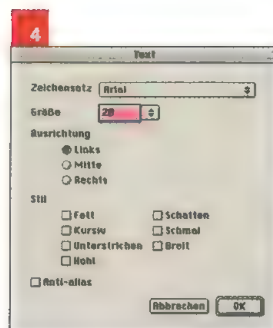 4
Text
Zeichensatz Arial
Größe 28
Ausrichtung
Links
Mitte
Rechts
Stil
Fett Schatten
Kursiv Schmal
Unterstrichen Breit
Hohl
Anti-alias
Abbrechen OK